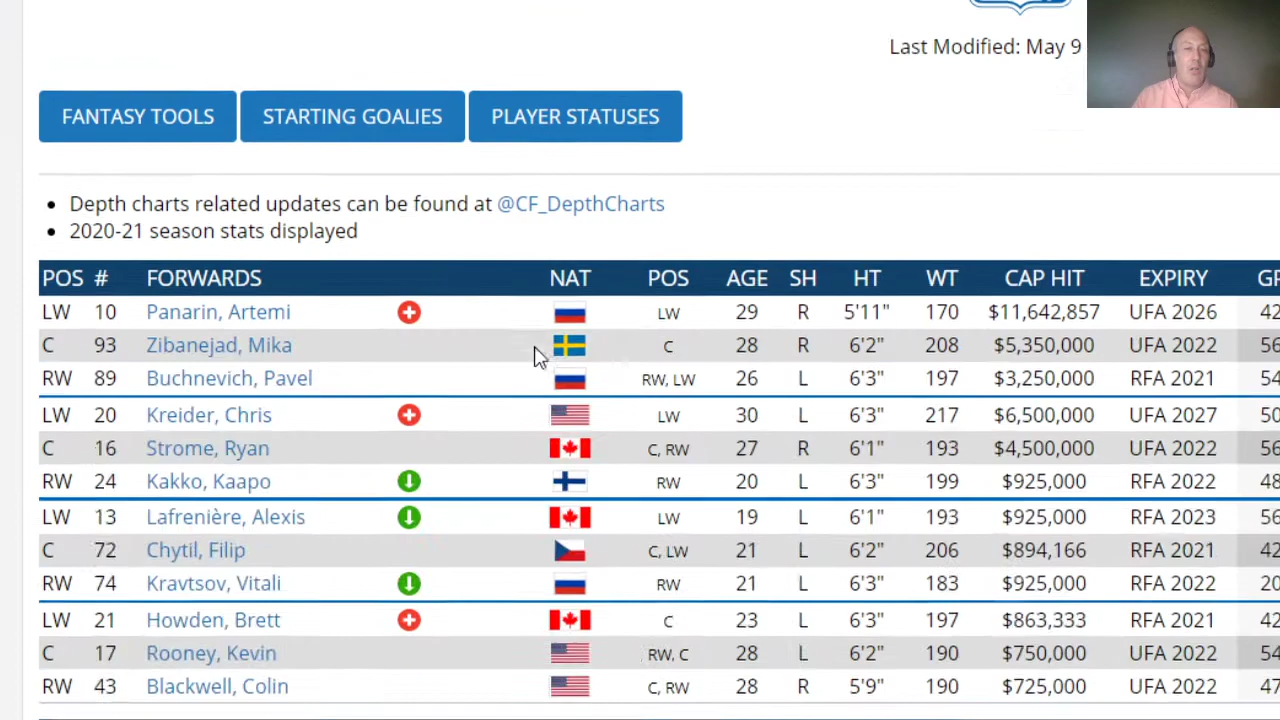 Last Modified: May 9
FANTASY TOOLS STARTING GOALIES PLAYER STATUSES
• Depth charts related updates can be found at @CF_DepthCharts
• 2020-21 season stats displayed
POS # FORWARDS NAT POS AGE SH HT WT CAP HIT EXPIRY GP
LW 10 Panarin, Artemi LW 29 R 5'11" 170 $11,642,857 UFA 2026 42
C 93 Zibanejad, Mika C 28 R 6'2" 208 $5,350,000 UFA 2022 56
RW 89 Buchnevich, Pavel RW, LW 26 L 6'3" 197 $3,250,000 RFA 2021 54
LW 20 Kreider, Chris LW 30 L 6'3" 217 $6,500,000 UFA 2027 50
C 16 Strome, Ryan C, RW 27 R 6'1" 193 $4,500,000 UFA 2022 56
RW 24 Kakko, Kaapo RW 20 L 6'3" 199 $925,000 RFA 2022 48
LW 13 Lafrenière, Alexis LW 19 L 6'1" 193 $925,000 RFA 2023 56
C 72 Chytil, Filip C, LW 21 L 6'2" 206 $894,166 RFA 2021 42
RW 74 Kravtsov, Vitali RW 21 L 6'3" 183 $925,000 RFA 2022 20
LW 21 Howden, Brett C 23 L 6'3" 197 $863,333 RFA 2021 42
C 17 Rooney, Kevin RW, C 28 L 6'2" 190 $750,000 UFA 2022 54
RW 43 Blackwell, Colin C, RW 28 R 5'9" 190 $725,000 UFA 2022 47